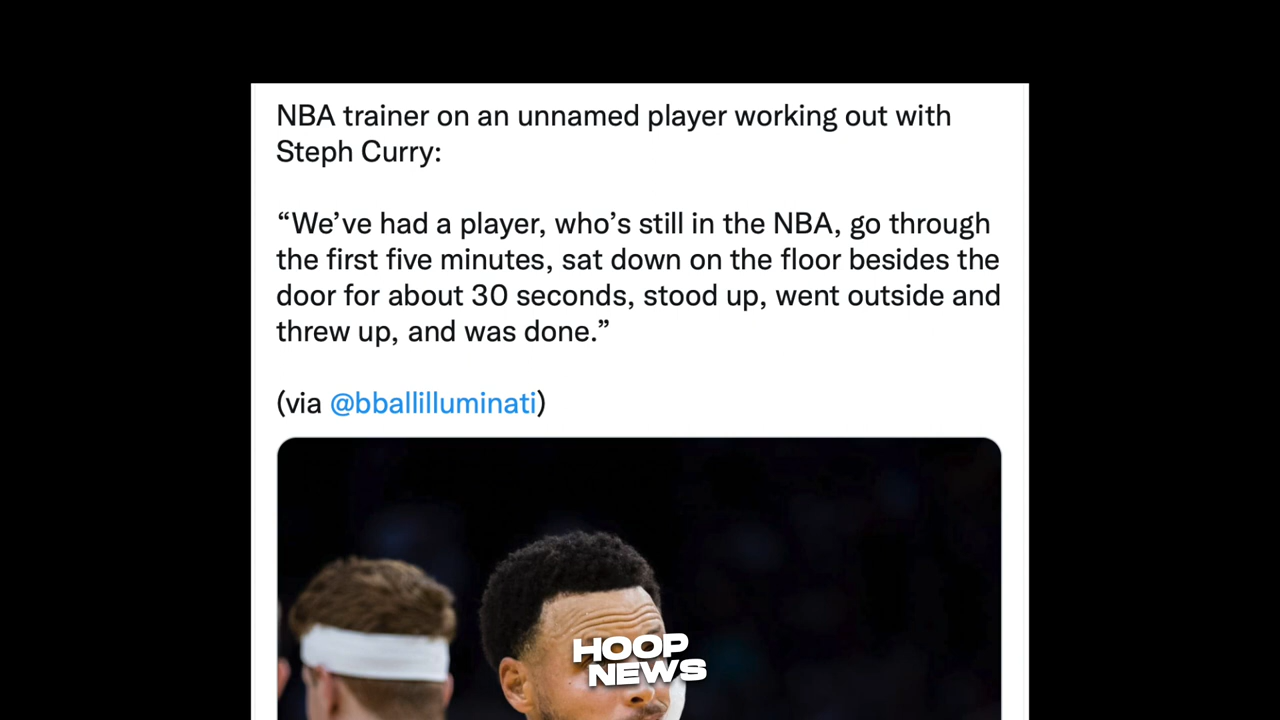 NBA trainer on an unnamed player working out with
Steph Curry:
“We’ve had a player, who’s still in the NBA, go through
the first five minutes, sat down on the floor besides the
door for about 30 seconds, stood up, went outside and
threw up, and was done.”
(via @bballilluminati)
HOOP
NEWS